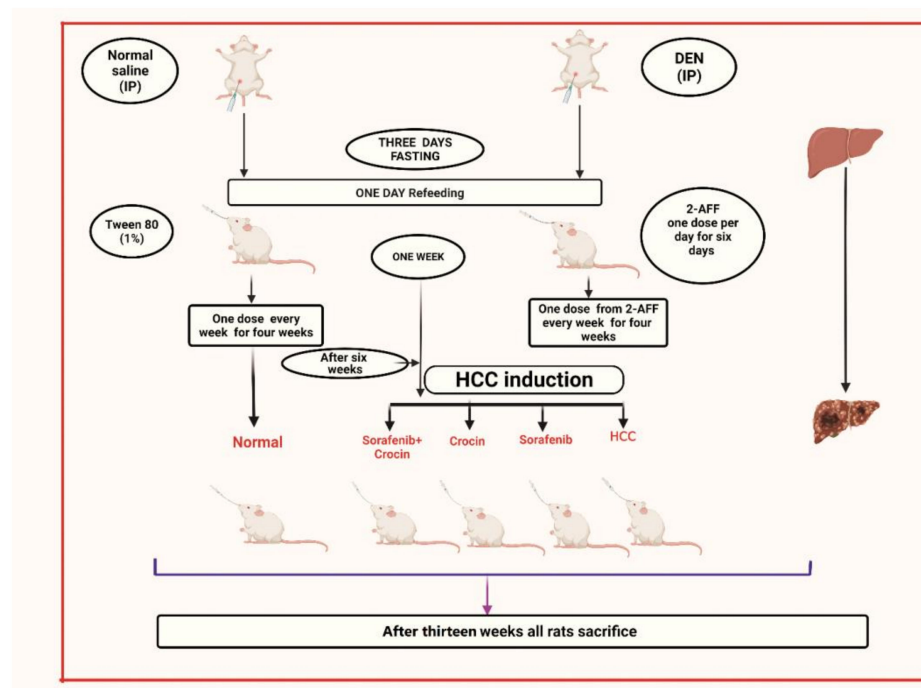 Normal
saline
(IP)
DEN
(IP)
THREE DAYS
FASTING
ONE DAY Refeeding
Tween 80
(1%)
2-AFF
one dose per
day for six
days
ONE WEEK
One dose every
week for four weeks
One dose from 2-AFF
every week for four
weeks
After six
weeks
HCC induction
Normal
Sorafenib+
Crocin
Crocin
Sorafenib
HCC
After thirteen weeks all rats sacrifice